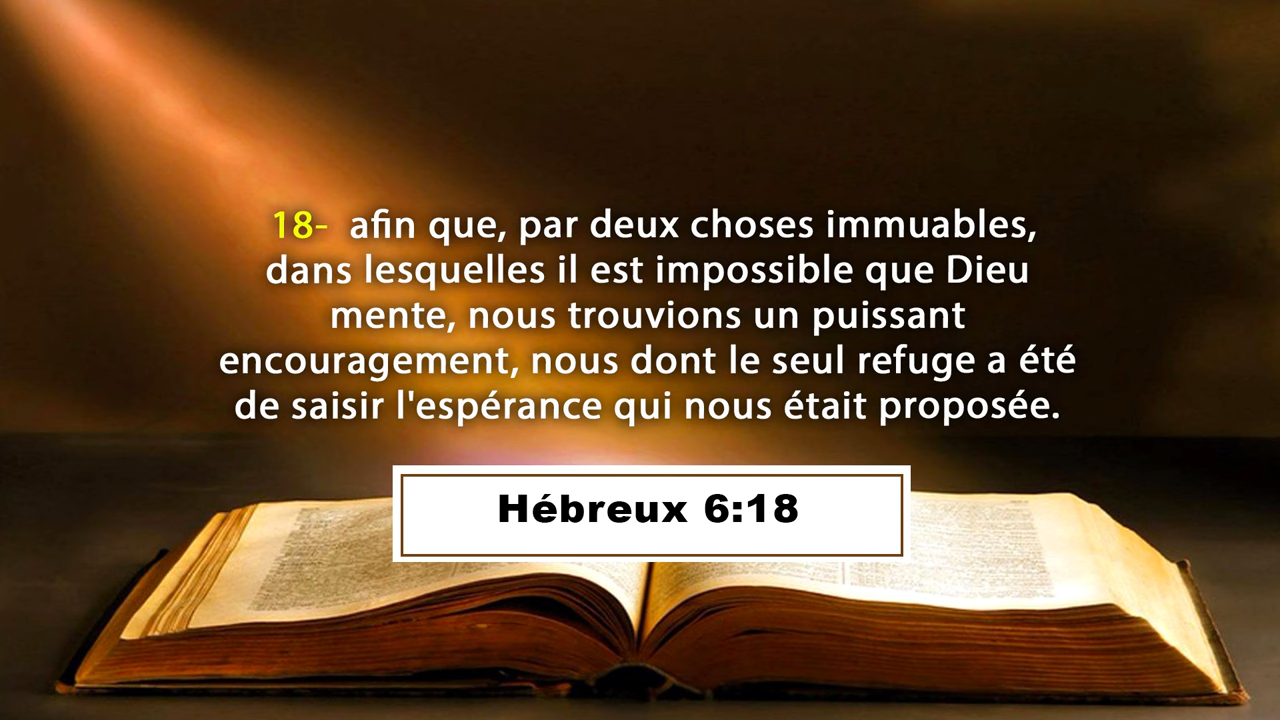 18- afin que, par deux choses immuables,
dans lesquelles il est impossible que Dieu
mente, nous trouvions un puissant
encouragement, nous dont le seul refuge a été
de saisir l'espérance qui nous était proposée.
Hébreux 6:18